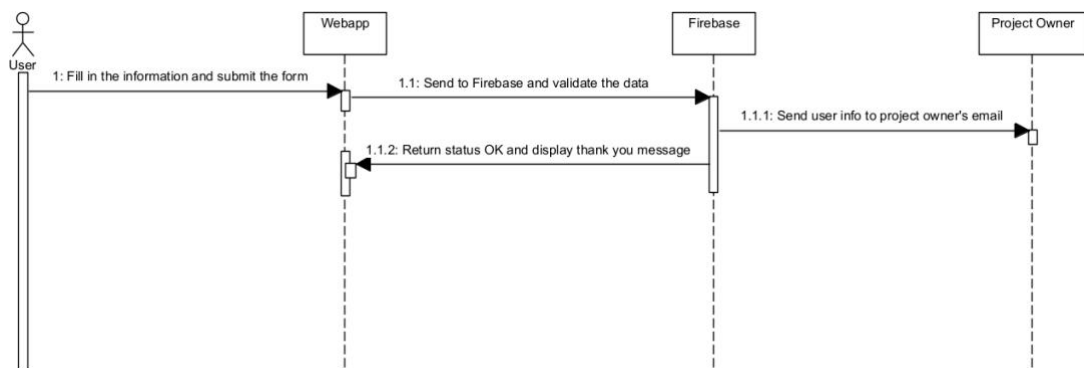 Webapp
Firebase
Project Owner
User
1: Fill in the information and submit the form
1.1: Send to Firebase and validate the data
1.1.1: Send user info to project owner's email
1.1.2: Return status OK and display thank you message